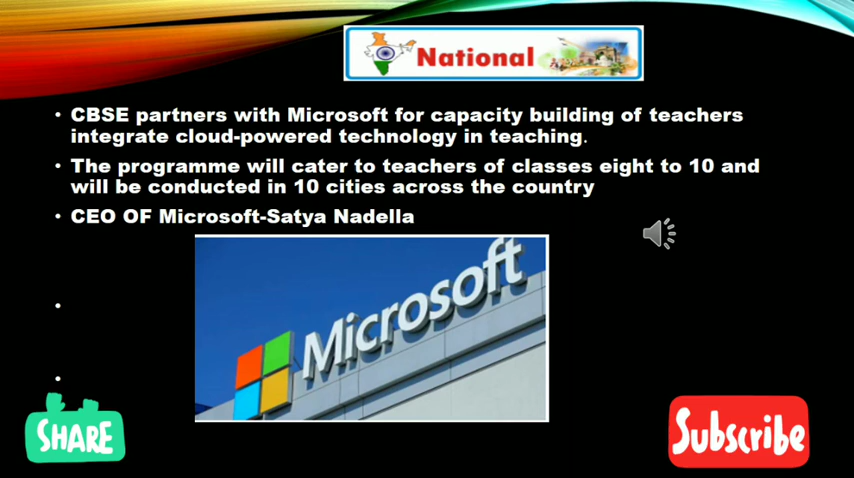 National
• CBSE partners with Microsoft for capacity building of teachers
integrate cloud-powered technology in teaching.
• The programme will cater to teachers of classes eight to 10 and
will be conducted in 10 cities across the country
• CEO OF Microsoft-Satya Nadella
Microsoft
SHARE
Subscribe